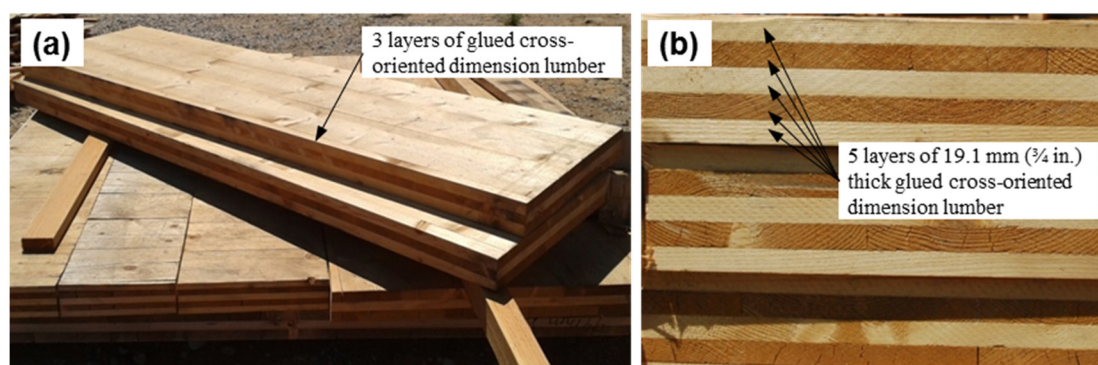 (a)
3 layers of glued cross-
oriented dimension lumber
(b)
5 layers of 19.1 mm (¾ in.)
thick glued cross-oriented
dimension lumber